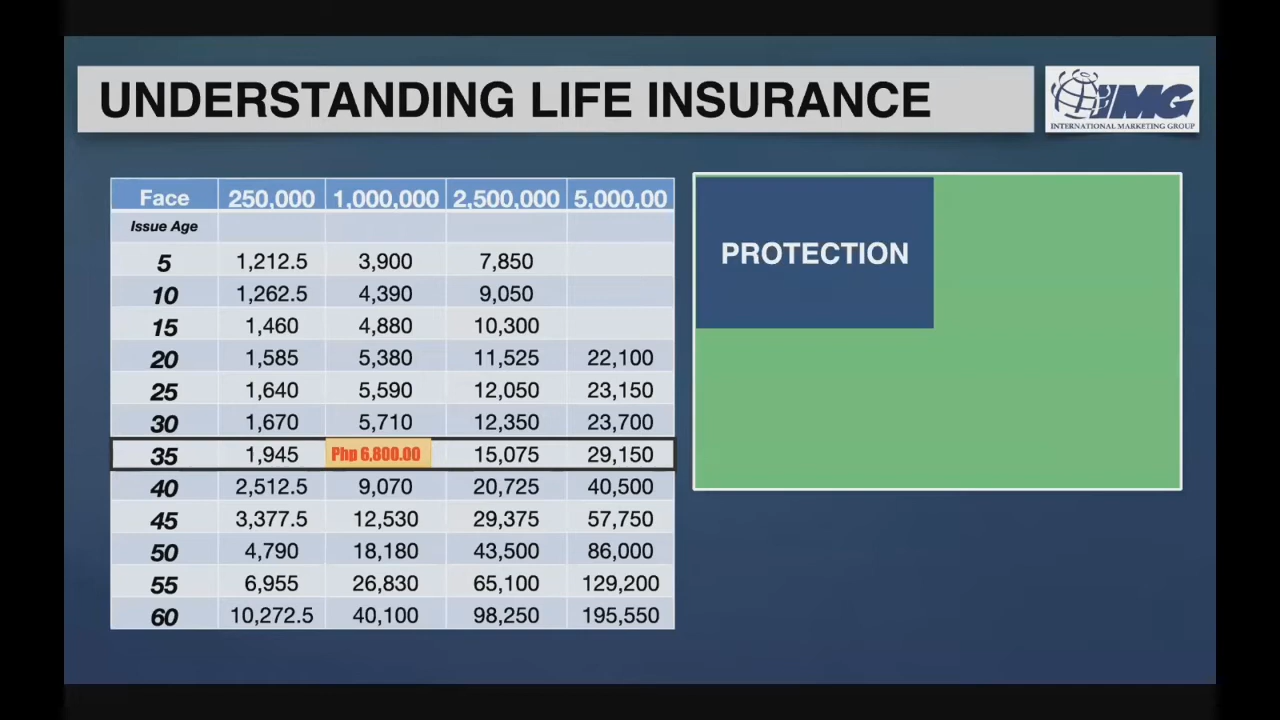 UNDERSTANDING LIFE INSURANCE
IMG
INTERNATIONAL MARKETING GROUP
Face 250,000 1,000,000 2,500,000 5,000,00
Issue Age
5 1,212.5 3,900 7,850
10 1,262.5 4,390 9,050
15 1,460 4,880 10,300
20 1,585 5,380 11,525 22,100
25 1,640 5,590 12,050 23,150
30 1,670 5,710 12,350 23,700
35 1,945 Php 6,800.00 15,075 29,150
40 2,512.5 9,070 20,725 40,500
45 3,377.5 12,530 29,375 57,750
50 4,790 18,180 43,500 86,000
55 6,955 26,830 65,100 129,200
60 10,272.5 40,100 98,250 195,550
PROTECTION